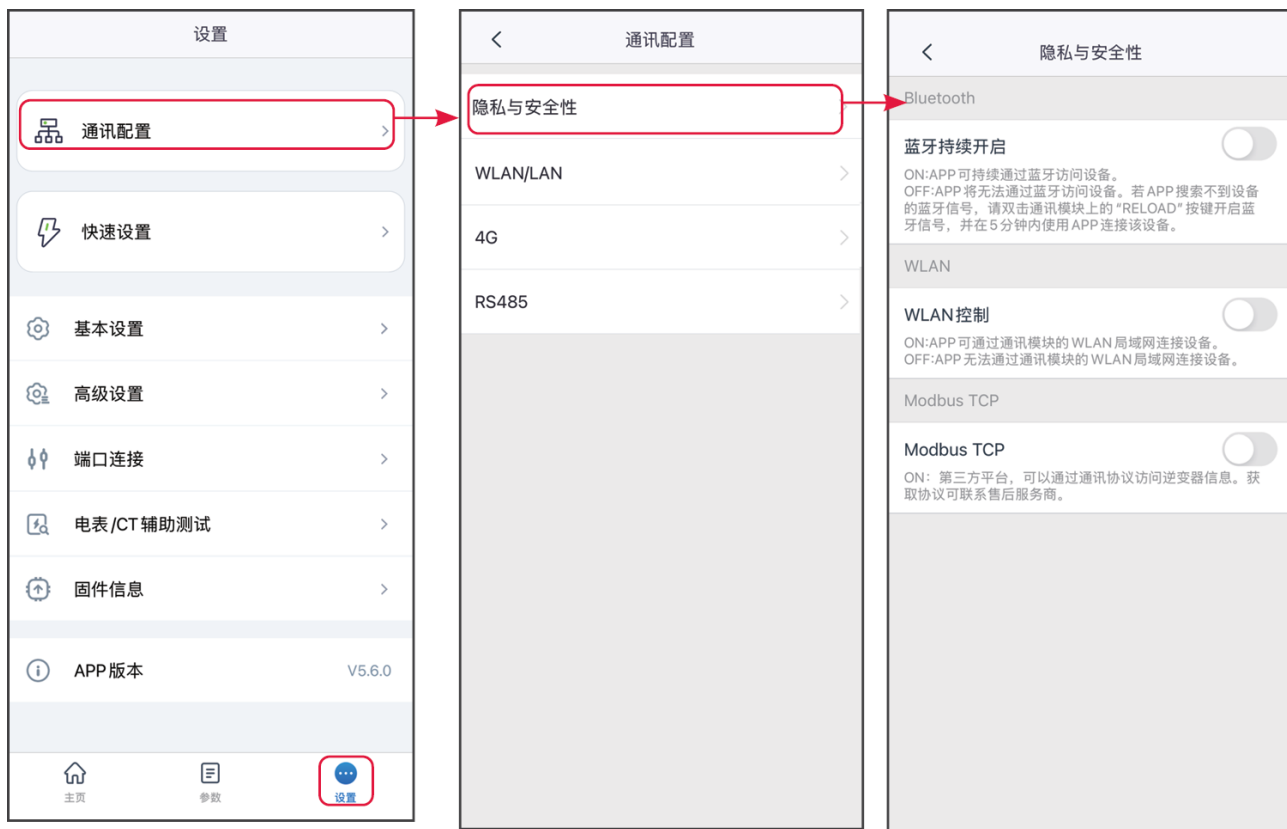 设置
通讯配置
快速设置
基本设置
高级设置
端口连接
电表/CT辅助测试
固件信息
APP版本 V5.6.0
主页 参数 设置
通讯配置
隐私与安全性
WLAN/LAN
4G
RS485
隐私与安全性
Bluetooth
蓝牙持续开启
ON:APP可持续通过蓝牙访问设备。
OFF:APP将无法通过蓝牙访问设备。若APP搜索不到设备
的蓝牙信号，请双击通讯模块上的“RELOAD”按键开启蓝
牙信号，并在5分钟内使用APP连接该设备。
WLAN
WLAN控制
ON:APP可通过通讯模块的WLAN局域网连接设备。
OFF:APP无法通过通讯模块的WLAN局域网连接设备。
Modbus TCP
Modbus TCP
ON：第三方平台，可以通过通讯协议访问逆变器信息。获
取协议可联系售后服务商。